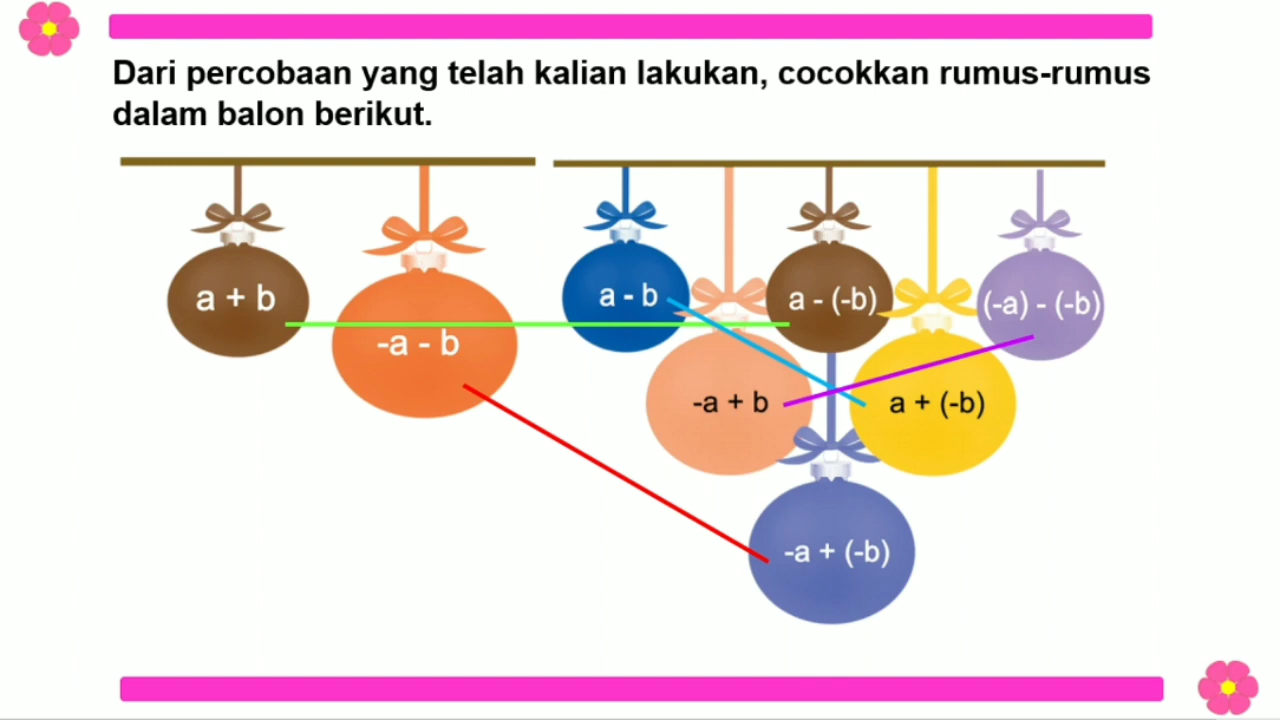 Dari percobaan yang telah kalian lakukan, cocokkan rumus-rumus
dalam balon berikut.
a + b
-a - b
a - b
a - (-b)
(-a) - (-b)
-a + b
a + (-b)
-a + (-b)